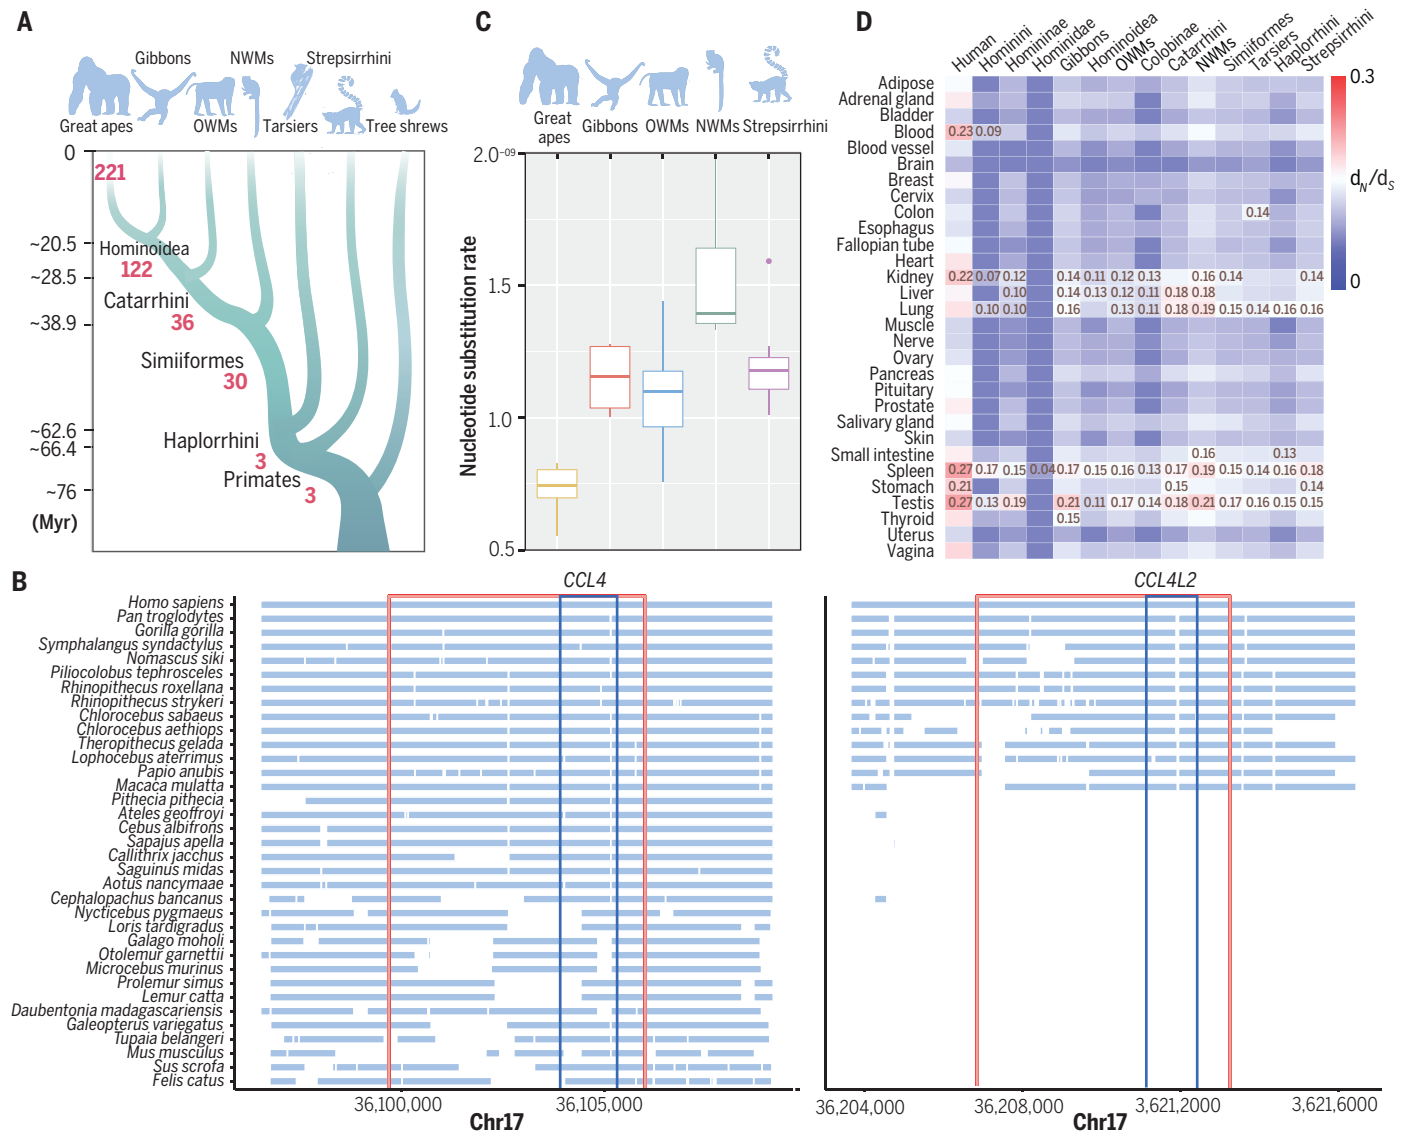 A
Gibbons
NWMs
Strepsirrhini
Great apes
OWMs
Tarsiers
Tree shrews
0
221
~20.5
Hominoidea
122
~28.5
Catarrhini
36
~38.9
Simiiformes
30
~62.6
Haplorrhini
~66.4
3
Primates
3
~76
(Myr)
C
Great apes
Gibbons
OWMs
NWMs
Strepsirrhini
Nucleotide substitution rate
2.0⁻⁰⁹
1.5
1.0
0.5
D
Human
Hominini
Homininae
Hominidae
Gibbons
Hominoidea
OWMs
Colobinae
Catarrhini
NWMs
Simiiformes
Tarsiers
Haplorrhini
Strepsirrhini
Adipose
Adrenal gland
Bladder
Blood 0.23 0.09
Blood vessel
Brain
Breast
Cervix
Colon 0.14
Esophagus
Fallopian tube
Heart
Kidney 0.22 0.07 0.12 0.14 0.11 0.12 0.13 0.16 0.14 0.14
Liver 0.10 0.14 0.13 0.12 0.11 0.18 0.18
Lung 0.10 0.10 0.16 0.13 0.11 0.18 0.19 0.15 0.14 0.16 0.16
Muscle
Nerve
Ovary
Pancreas
Pituitary
Prostate
Salivary gland
Skin
Small intestine 0.16 0.13
Spleen 0.27 0.17 0.15 0.04 0.17 0.15 0.16 0.13 0.17 0.19 0.15 0.14 0.16 0.18
Stomach 0.21 0.15 0.14
Testis 0.27 0.13 0.19 0.21 0.11 0.17 0.14 0.18 0.21 0.17 0.16 0.15 0.15
Thyroid 0.15
Uterus
Vagina
0.3
dN/dS
0
B
CCL4
CCL4L2
Homo sapiens
Pan troglodytes
Gorilla gorilla
Symphalangus syndactylus
Nomascus siki
Piliocolobus tephrosceles
Rhinopithecus roxellana
Rhinopithecus strykeri
Chlorocebus sabaeus
Chlorocebus aethiops
Theropithecus gelada
Lophocebus aterrimus
Papio anubis
Macaca mulatta
Pithecia pithecia
Ateles geoffroyi
Cebus albifrons
Sapajus apella
Callithrix jacchus
Saguinus midas
Aotus nancymaae
Cephalopachus bancanus
Nycticebus pygmaeus
Loris tardigradus
Galago moholi
Otolemur garnettii
Microcebus murinus
Prolemur simus
Lemur catta
Daubentonia madagascariensis
Galeopterus variegatus
Tupaia belangeri
Mus musculus
Sus scrofa
Felis catus
36,100,000
36,105,000
Chr17
36,204,000
36,208,000
3,621,2000
3,621,6000
Chr17